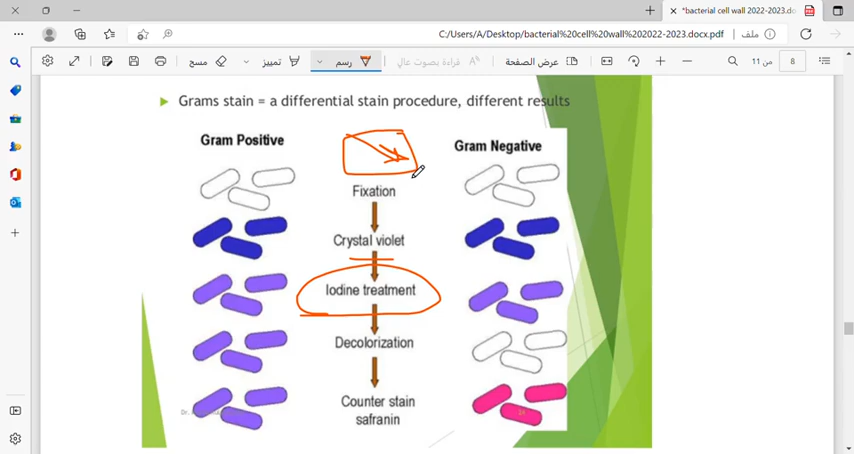 *bacterial cell wall 2022-2023.do
C:/Users/A/Desktop/bacterial%20cell%20wall%202022-2023.docx.pdf
ملف
مسح
تمييز
رسم
قراءة بصوت عالٍ
عرض الصفحة
من 11
8
Grams stain = a differential stain procedure, different results
Gram Positive
Gram Negative
Fixation
Crystal violet
Iodine treatment
Decolorization
Counter stain
safranin
Dr.